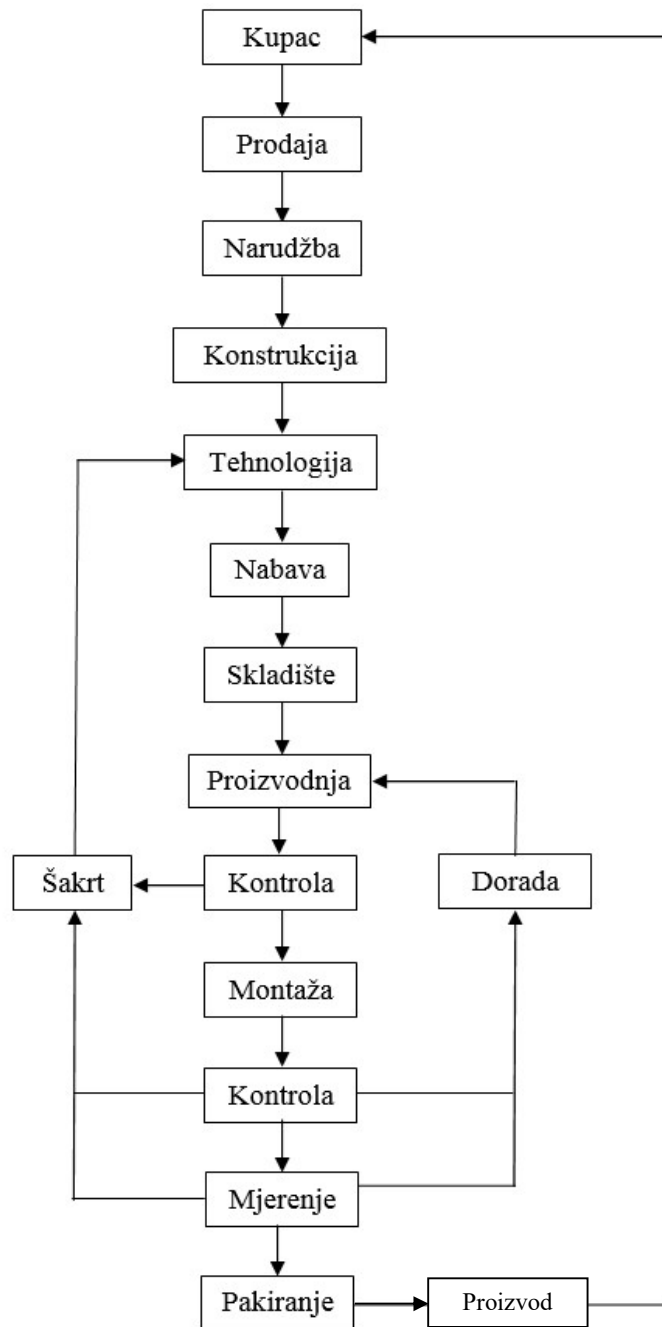 Kupac
Prodaja
Narudžba
Konstrukcija
Tehnologija
Nabava
Skladište
Proizvodnja
Šakrt
Kontrola
Dorada
Montaža
Kontrola
Mjerenje
Pakiranje
Proizvod